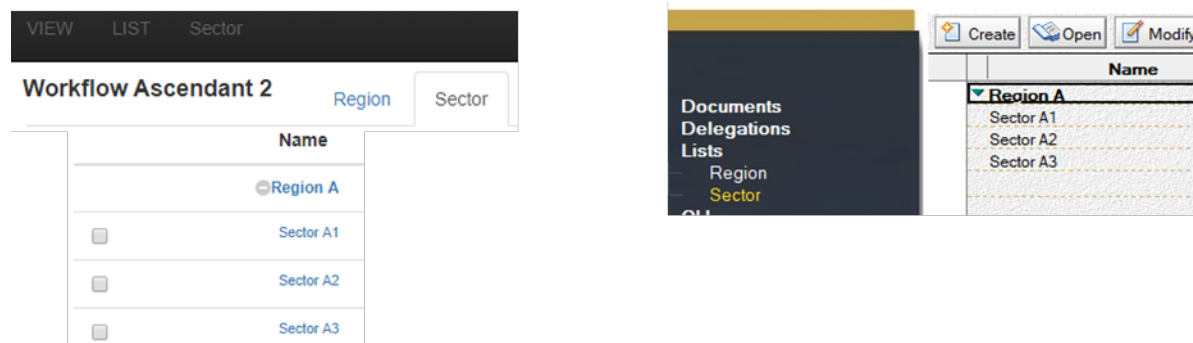 VIEW LIST Sector
Workflow Ascendant 2 Region Sector
Name
Region A
Sector A1
Sector A2
Sector A3
Create Open Modify
Name
Documents
Delegations
Lists
Region
Sector
Region A
Sector A1
Sector A2
Sector A3